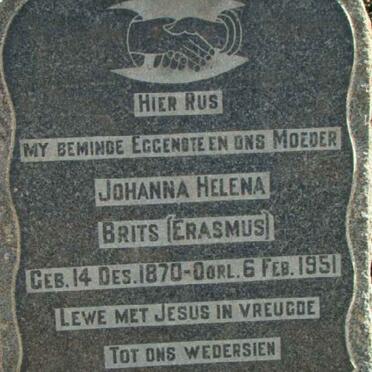 HIER RUS
MY BEMINDE EGGENOTE EN ONS MOEDER
JOHANNA HELENA
BRITS (ERASMUS)
GEB. 14 DES. 1870 - OORL. 6 FEB. 1951
LEWE MET JESUS IN VREUGDE
TOT ONS WEDERSIEN